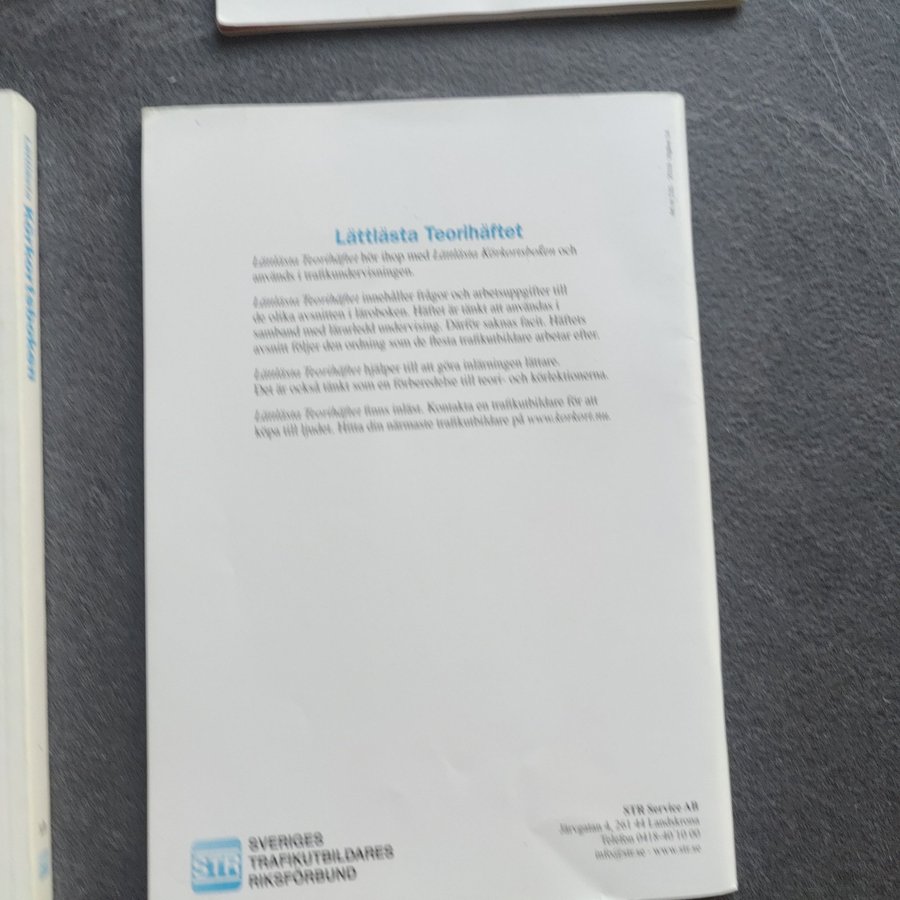 Lättlästa Körkortsboken
Lättlästa Teorihäftet
Lättlästa Teorihäftet hör ihop med Lättlästa Körkortsboken och
används i trafikundervisningen.
Lättlästa Teorihäftet innehåller frågor och arbetsuppgifter till
de olika avsnitten i läroboken. Häftet är tänkt att användas i
samband med lärarledd undervising. Därför saknas facit. Häftets
avsnitt följer den ordning som de flesta trafikutbildare arbetar efter.
Lättlästa Teorihäftet hjälper till att göra inlärningen lättare.
Det är också tänkt som en förberedelse till teori- och körlektionerna.
Lättlästa Teorihäftet finns inläst. Kontakta en trafikutbildare för att
köpa till ljudet. Hitta din närmaste trafikutbildare på www.korkort.nu.
STR Service AB
Järvgatan 4, 261 44 Landskrona
Telefon 0418-40 10 00
info@str.se - www.str.se
STR
SVERIGES
TRAFIKUTBILDARES
RIKSFÖRBUND